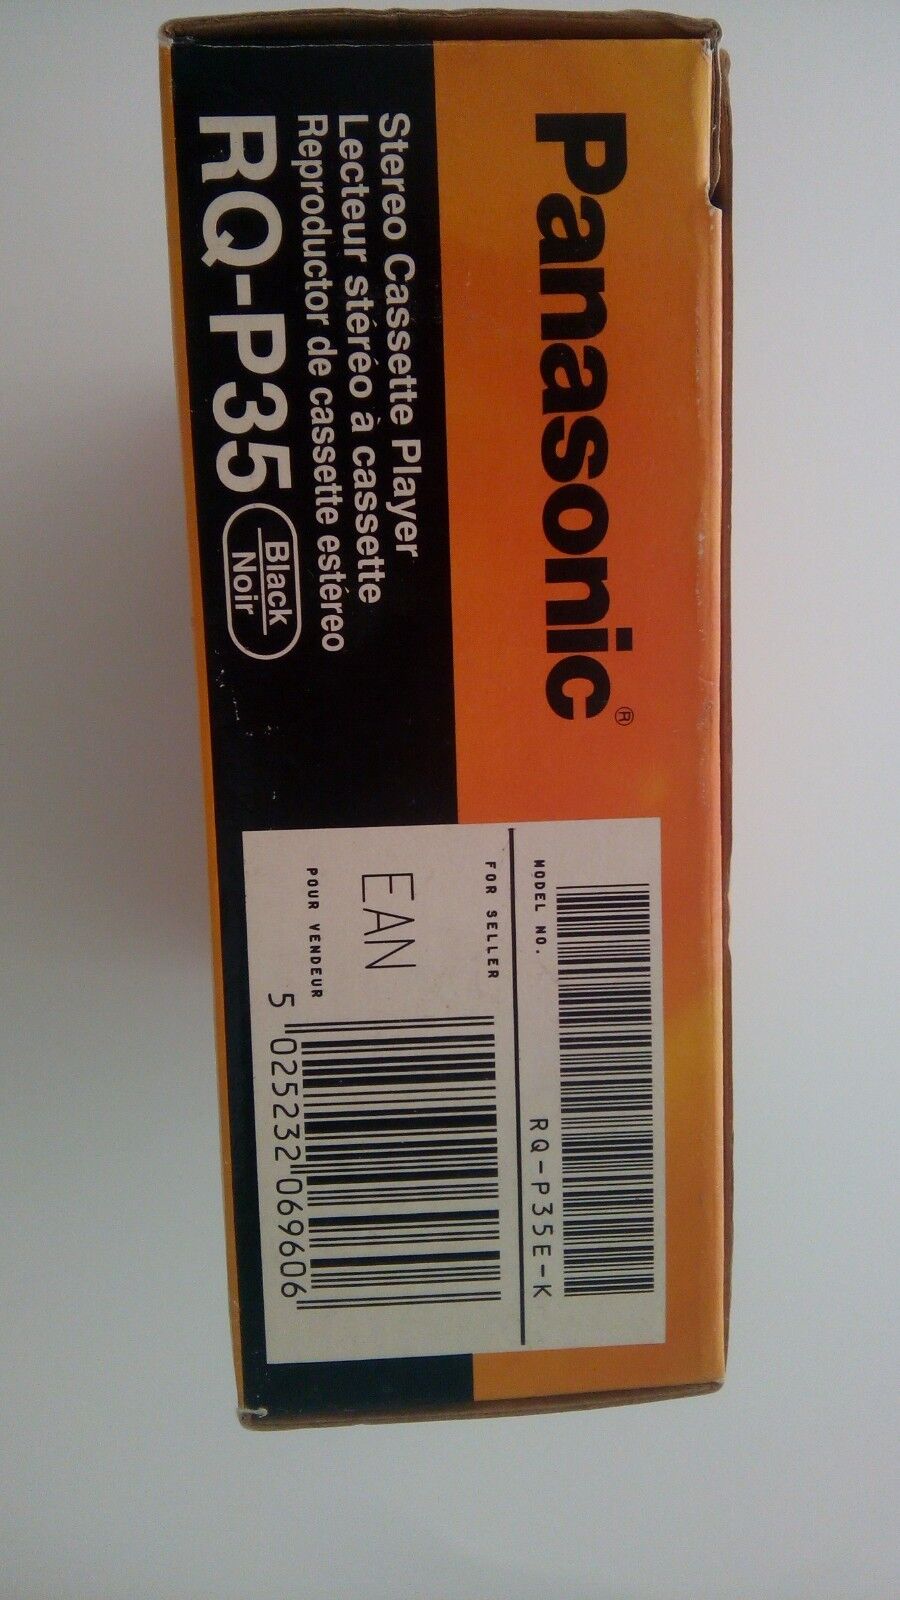 Panasonic®
Stereo Cassette Player
Lecteur stéréo à cassette
Reproductor de cassette estéreo
RQ-P35
Black
Noir
MODEL NO.
RQ-P35E-K
FOR SELLER
EAN
POUR VENDEUR
5 025232 069606